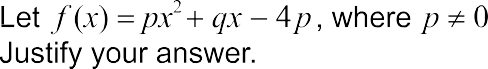 Let f(x) = px² + qx − 4p, where p ≠ 0
Justify your answer.